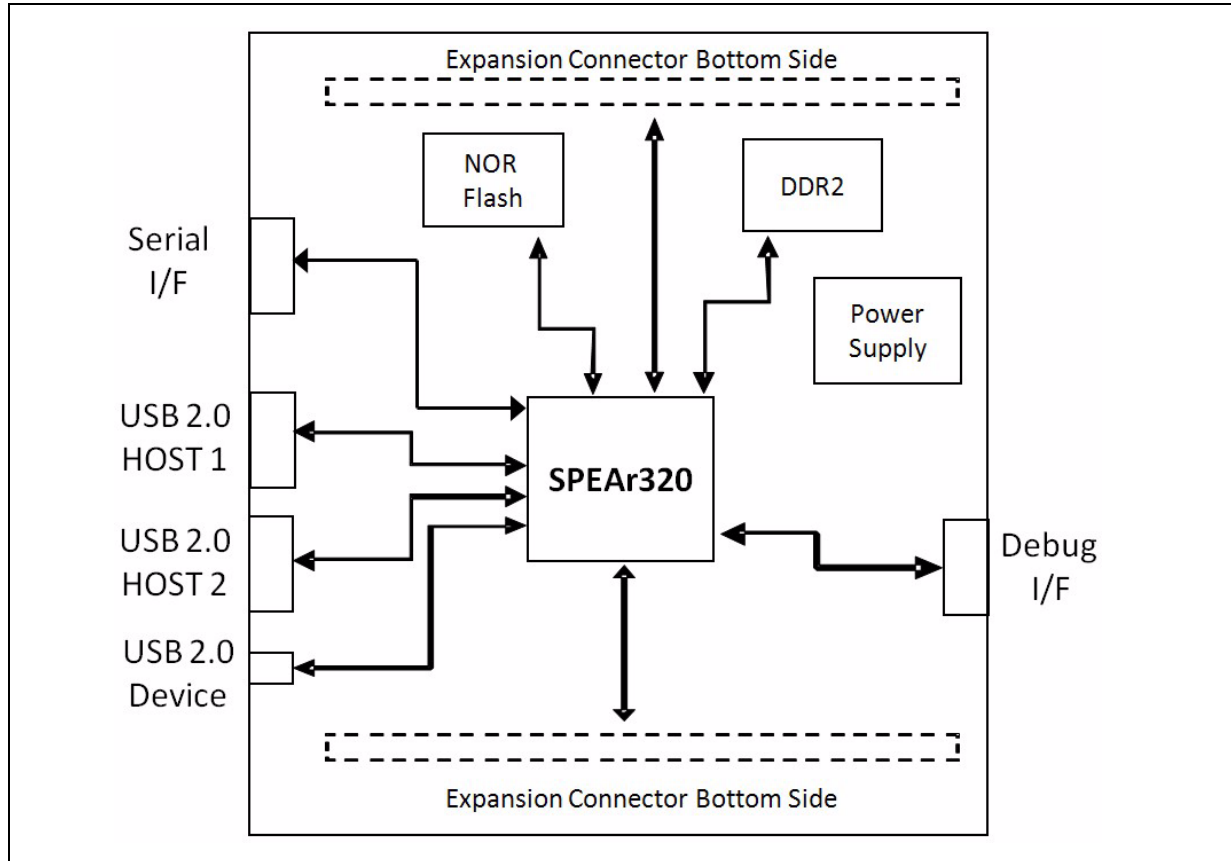 Expansion Connector Bottom Side
NOR
Flash
DDR2
Serial
I/F
Power
Supply
USB 2.0
HOST 1
SPEAr320
USB 2.0
HOST 2
Debug
I/F
USB 2.0
Device
Expansion Connector Bottom Side